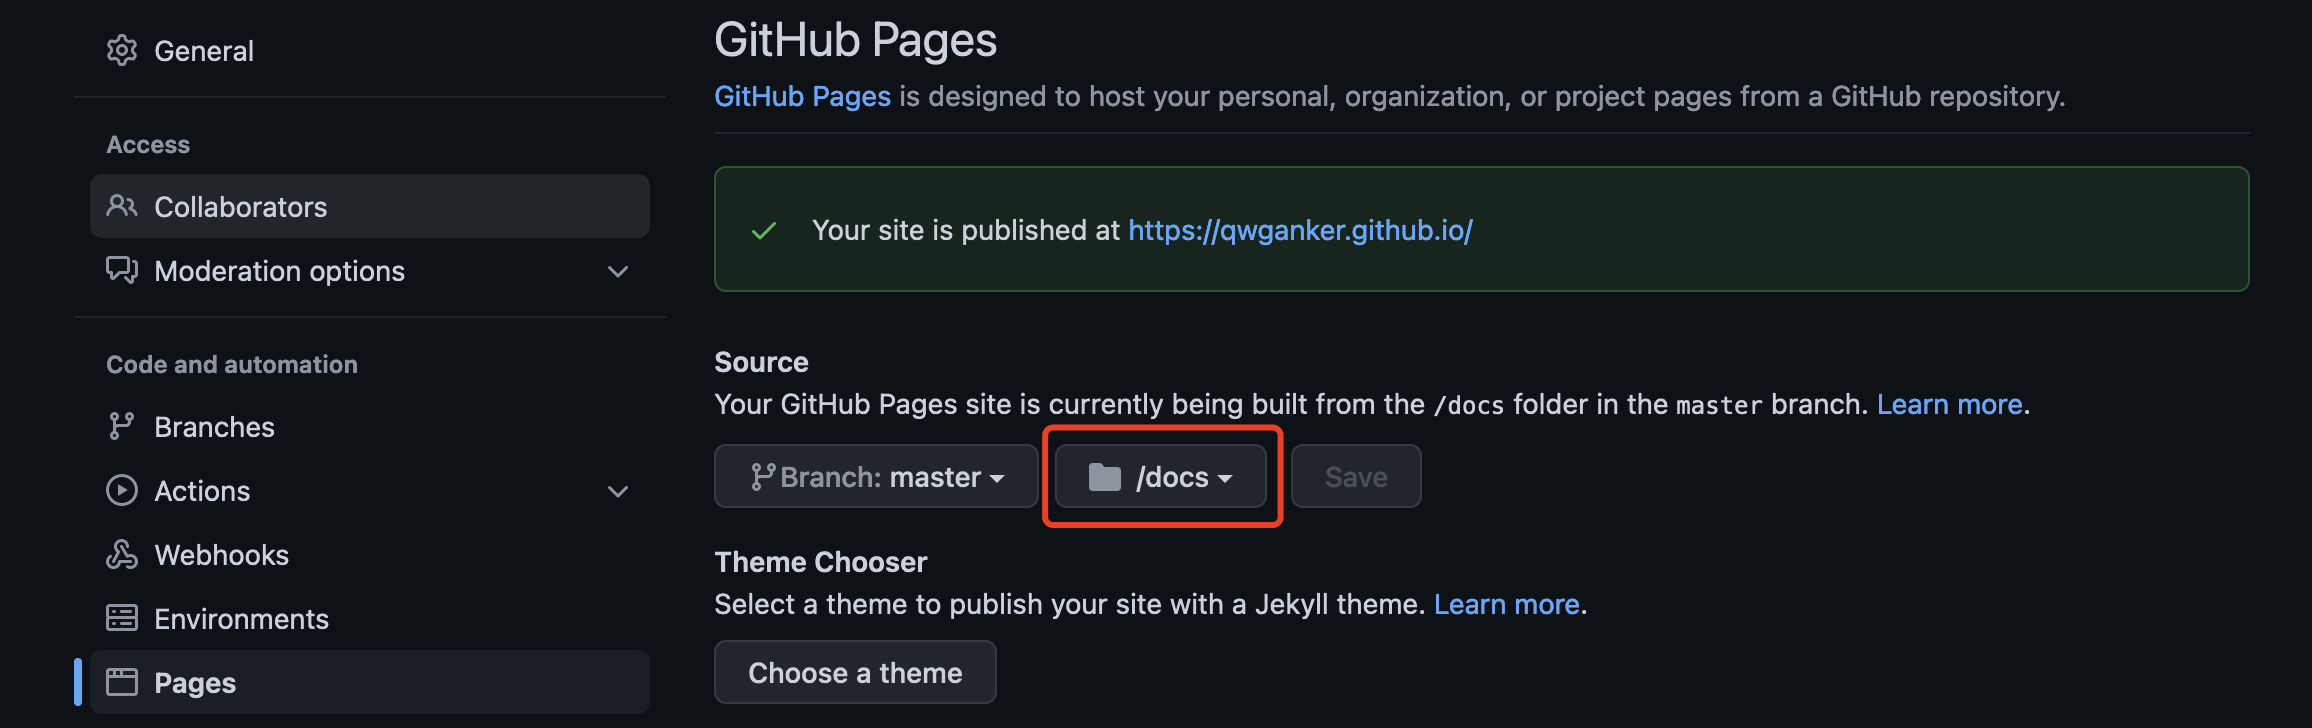 General
Access
Collaborators
Moderation options
Code and automation
Branches
Actions
Webhooks
Environments
Pages
GitHub Pages
GitHub Pages is designed to host your personal, organization, or project pages from a GitHub repository.
Your site is published at https://qwganker.github.io/
Source
Your GitHub Pages site is currently being built from the /docs folder in the master branch. Learn more.
Branch: master
/docs
Save
Theme Chooser
Select a theme to publish your site with a Jekyll theme. Learn more.
Choose a theme